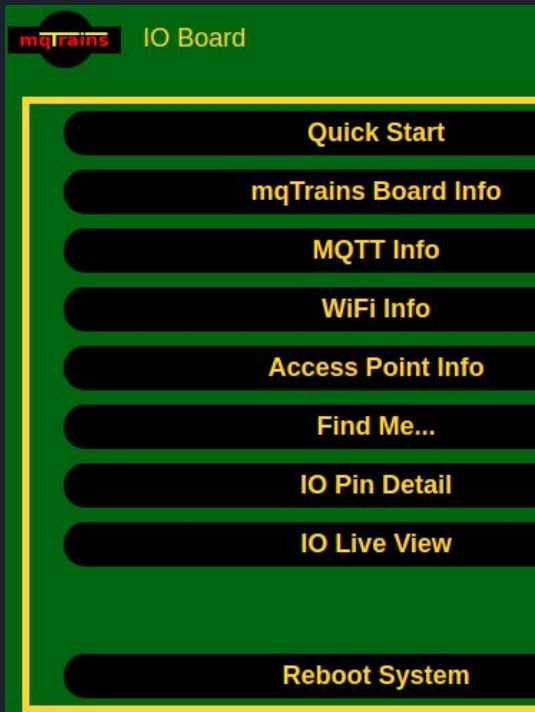 mqTrains
IO Board
Quick Start
mqTrains Board Info
MQTT Info
WiFi Info
Access Point Info
Find Me...
IO Pin Detail
IO Live View
Reboot System